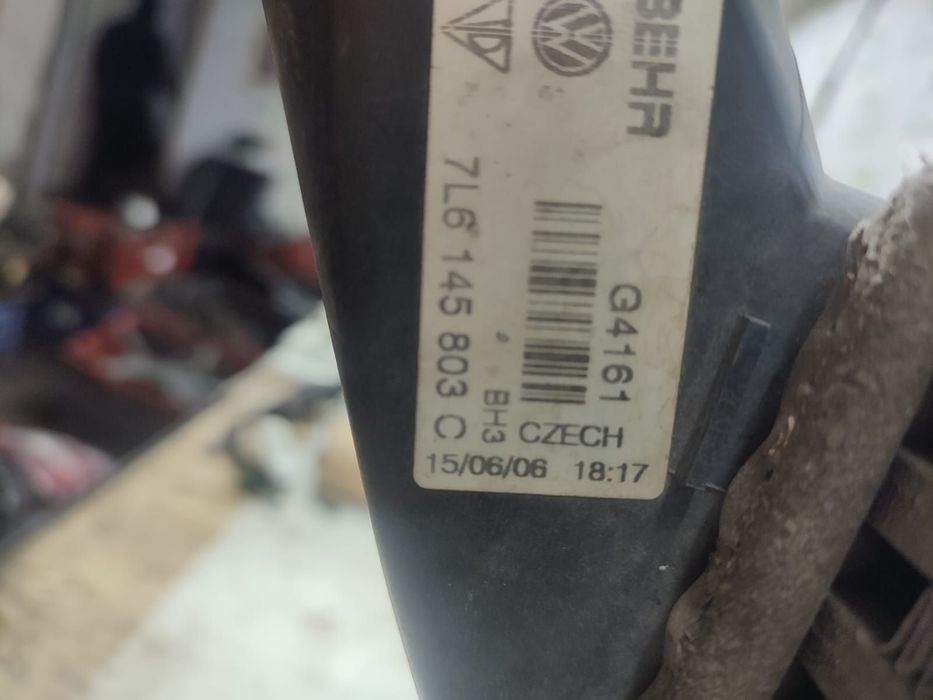 BEHR
G4161
7L6 145 803 C
BH3
CZECH
15/06/06 18:17